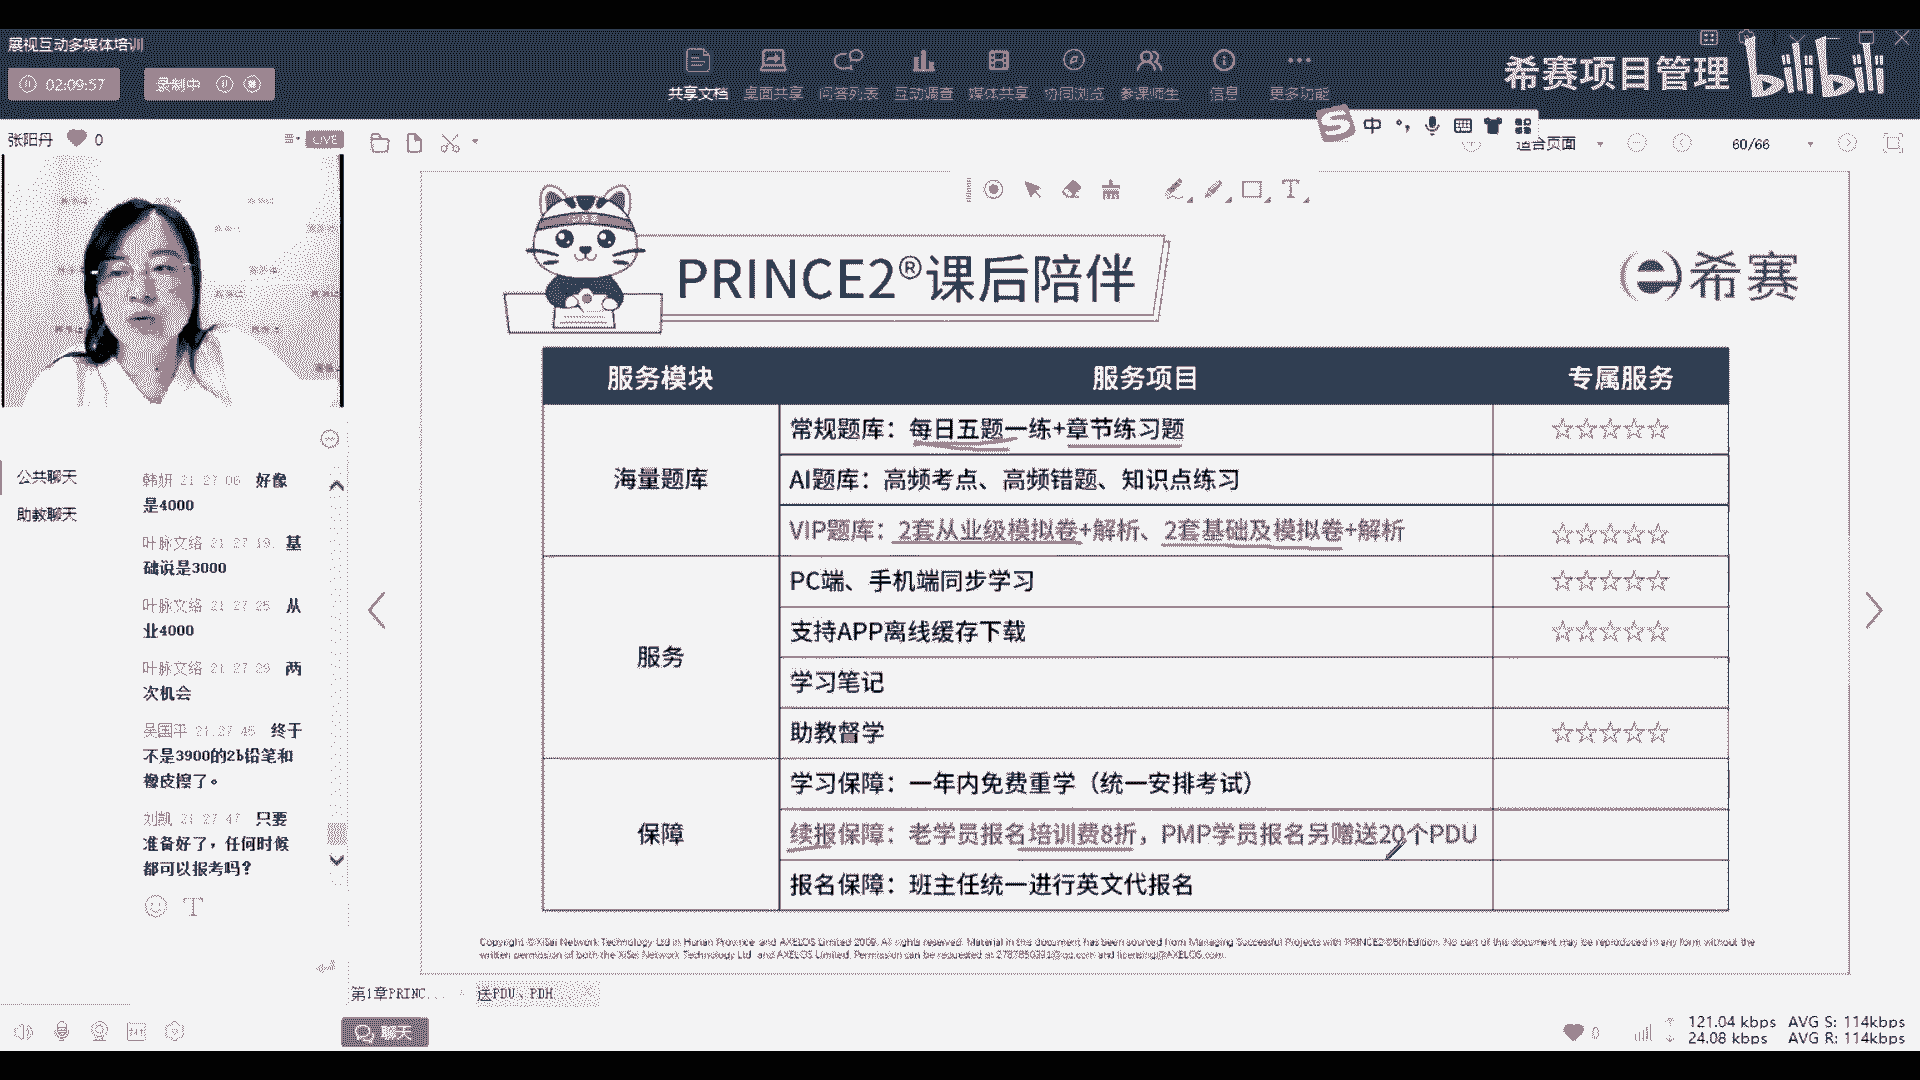 展视互动多媒体培训
02:09:57
录制中
共享文档 桌面共享 问答列表 互动调查 媒体共享 协同浏览 参课师生 信息 更多功能
希赛项目管理 bilibili
中
张阳丹 0
LIVE
适合页面
60/66
PRINCE2®课后陪伴
希赛
服务模块 服务项目 专属服务
海量题库
常规题库：每日五题一练+章节练习题 ☆☆☆☆☆
AI题库：高频考点、高频错题、知识点练习
VIP题库：2套从业级模拟卷+解析、2套基础及模拟卷+解析 ☆☆☆☆☆
服务
PC端、手机端同步学习 ☆☆☆☆☆
支持APP离线缓存下载 ☆☆☆☆☆
学习笔记
助教督学 ☆☆☆☆☆
保障
学习保障：一年内免费重学（统一安排考试）
续报保障：老学员报名培训费8折，PMP学员报名另赠送20个PDU
报名保障：班主任统一进行英文代报名
Copyright ©XiSai Network Technology Ltd in Hunan Province and AXELOS Limited 2009. All rights reserved. Material in this document has been sourced from Managing Successful Projects with PRINCE2®6thEdition. No part of this document may be reproduced in any form without the
written permission of both the XiSai Network Technology Ltd and AXELOS Limited. Permission can be requested at
公共聊天
助教聊天
韩妍 21:27:06 好像
是4000
叶脉文络 21:27:19 基
础说是3000
叶脉文络 21:27:25 从
业4000
叶脉文络 21:27:29 两
次机会
吴国平 21:27:45 终于
不是3900的2b铅笔和
橡皮擦了。
刘凯 21:27:47 只要
准备好了，任何时候
都可以报考吗？
第1章PRINC...
送PDU、PDH
聊天
0
121.04 kbps AVG S: 114kbps
24.08 kbps AVG R: 114kbps